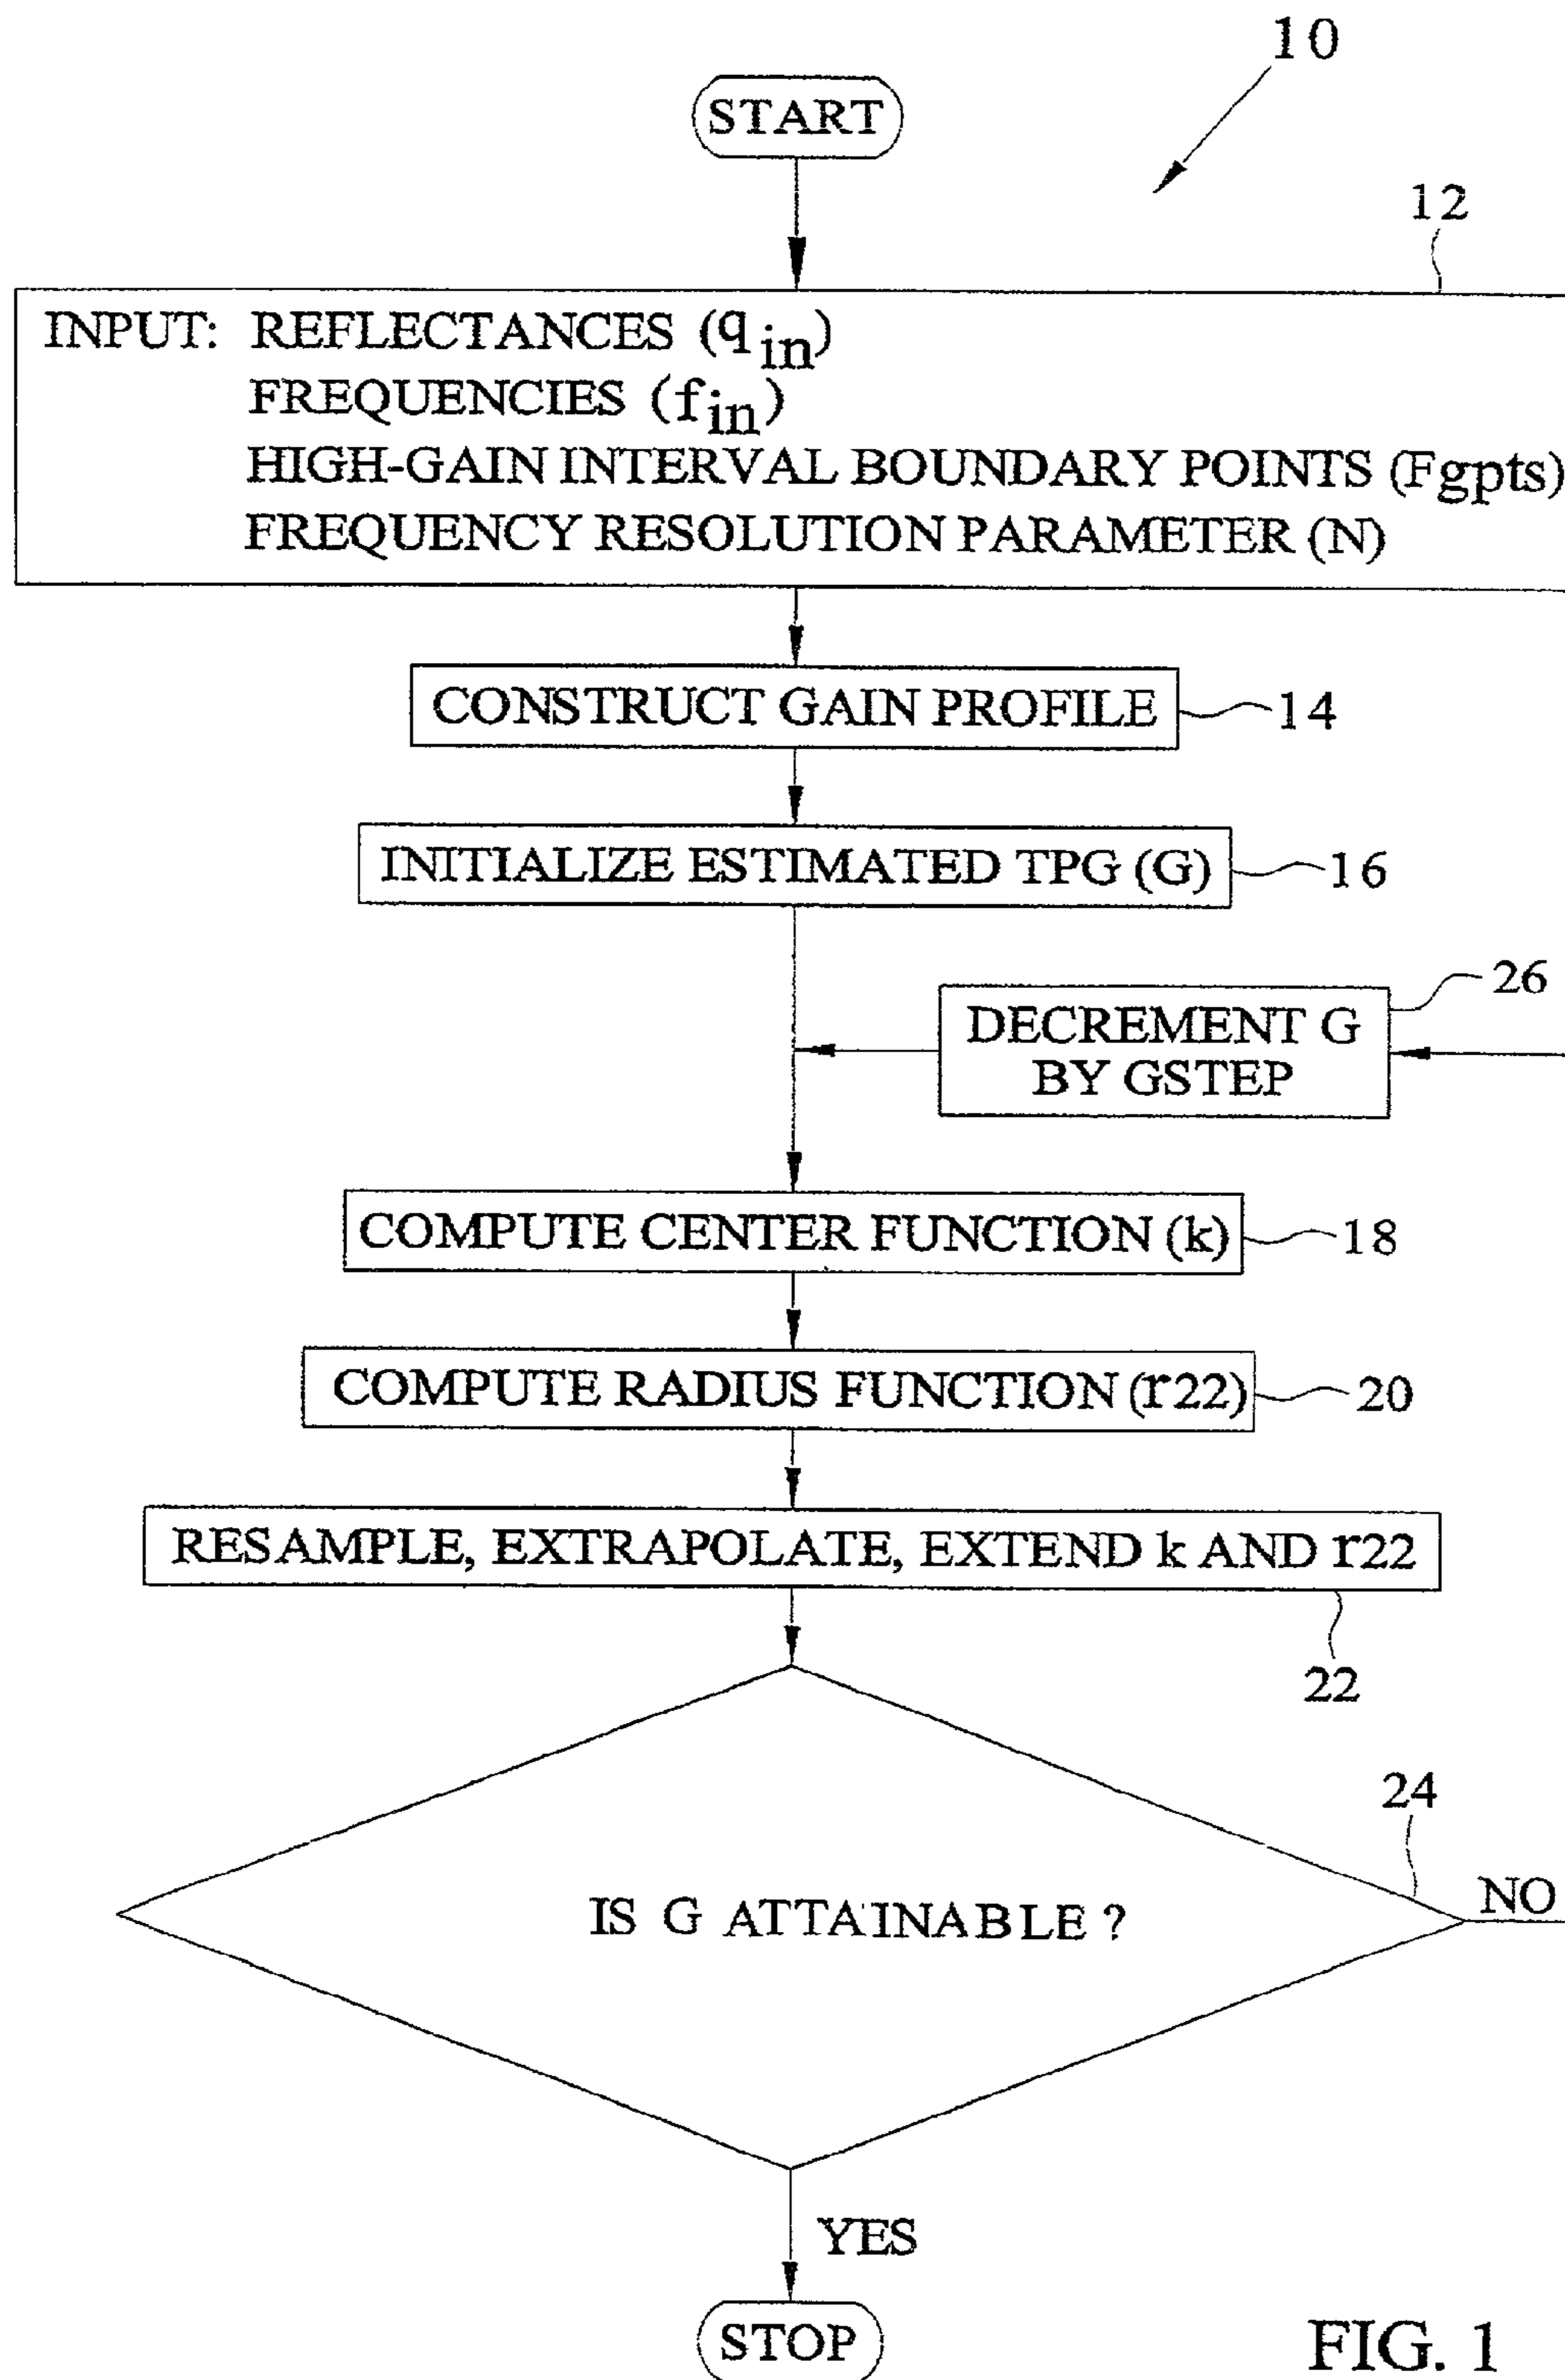 10
START
12
INPUT: REFLECTANCES (qin)
FREQUENCIES (fin)
HIGH-GAIN INTERVAL BOUNDARY POINTS (Fgpts)
FREQUENCY RESOLUTION PARAMETER (N)
CONSTRUCT GAIN PROFILE 14
INITIALIZE ESTIMATED TPG (G) 16
26
DECREMENT G
BY GSTEP
COMPUTE CENTER FUNCTION (k) 18
COMPUTE RADIUS FUNCTION (r22) 20
RESAMPLE, EXTRAPOLATE, EXTEND k AND r22
22
24
NO
IS G ATTAINABLE ?
YES
STOP
FIG. 1